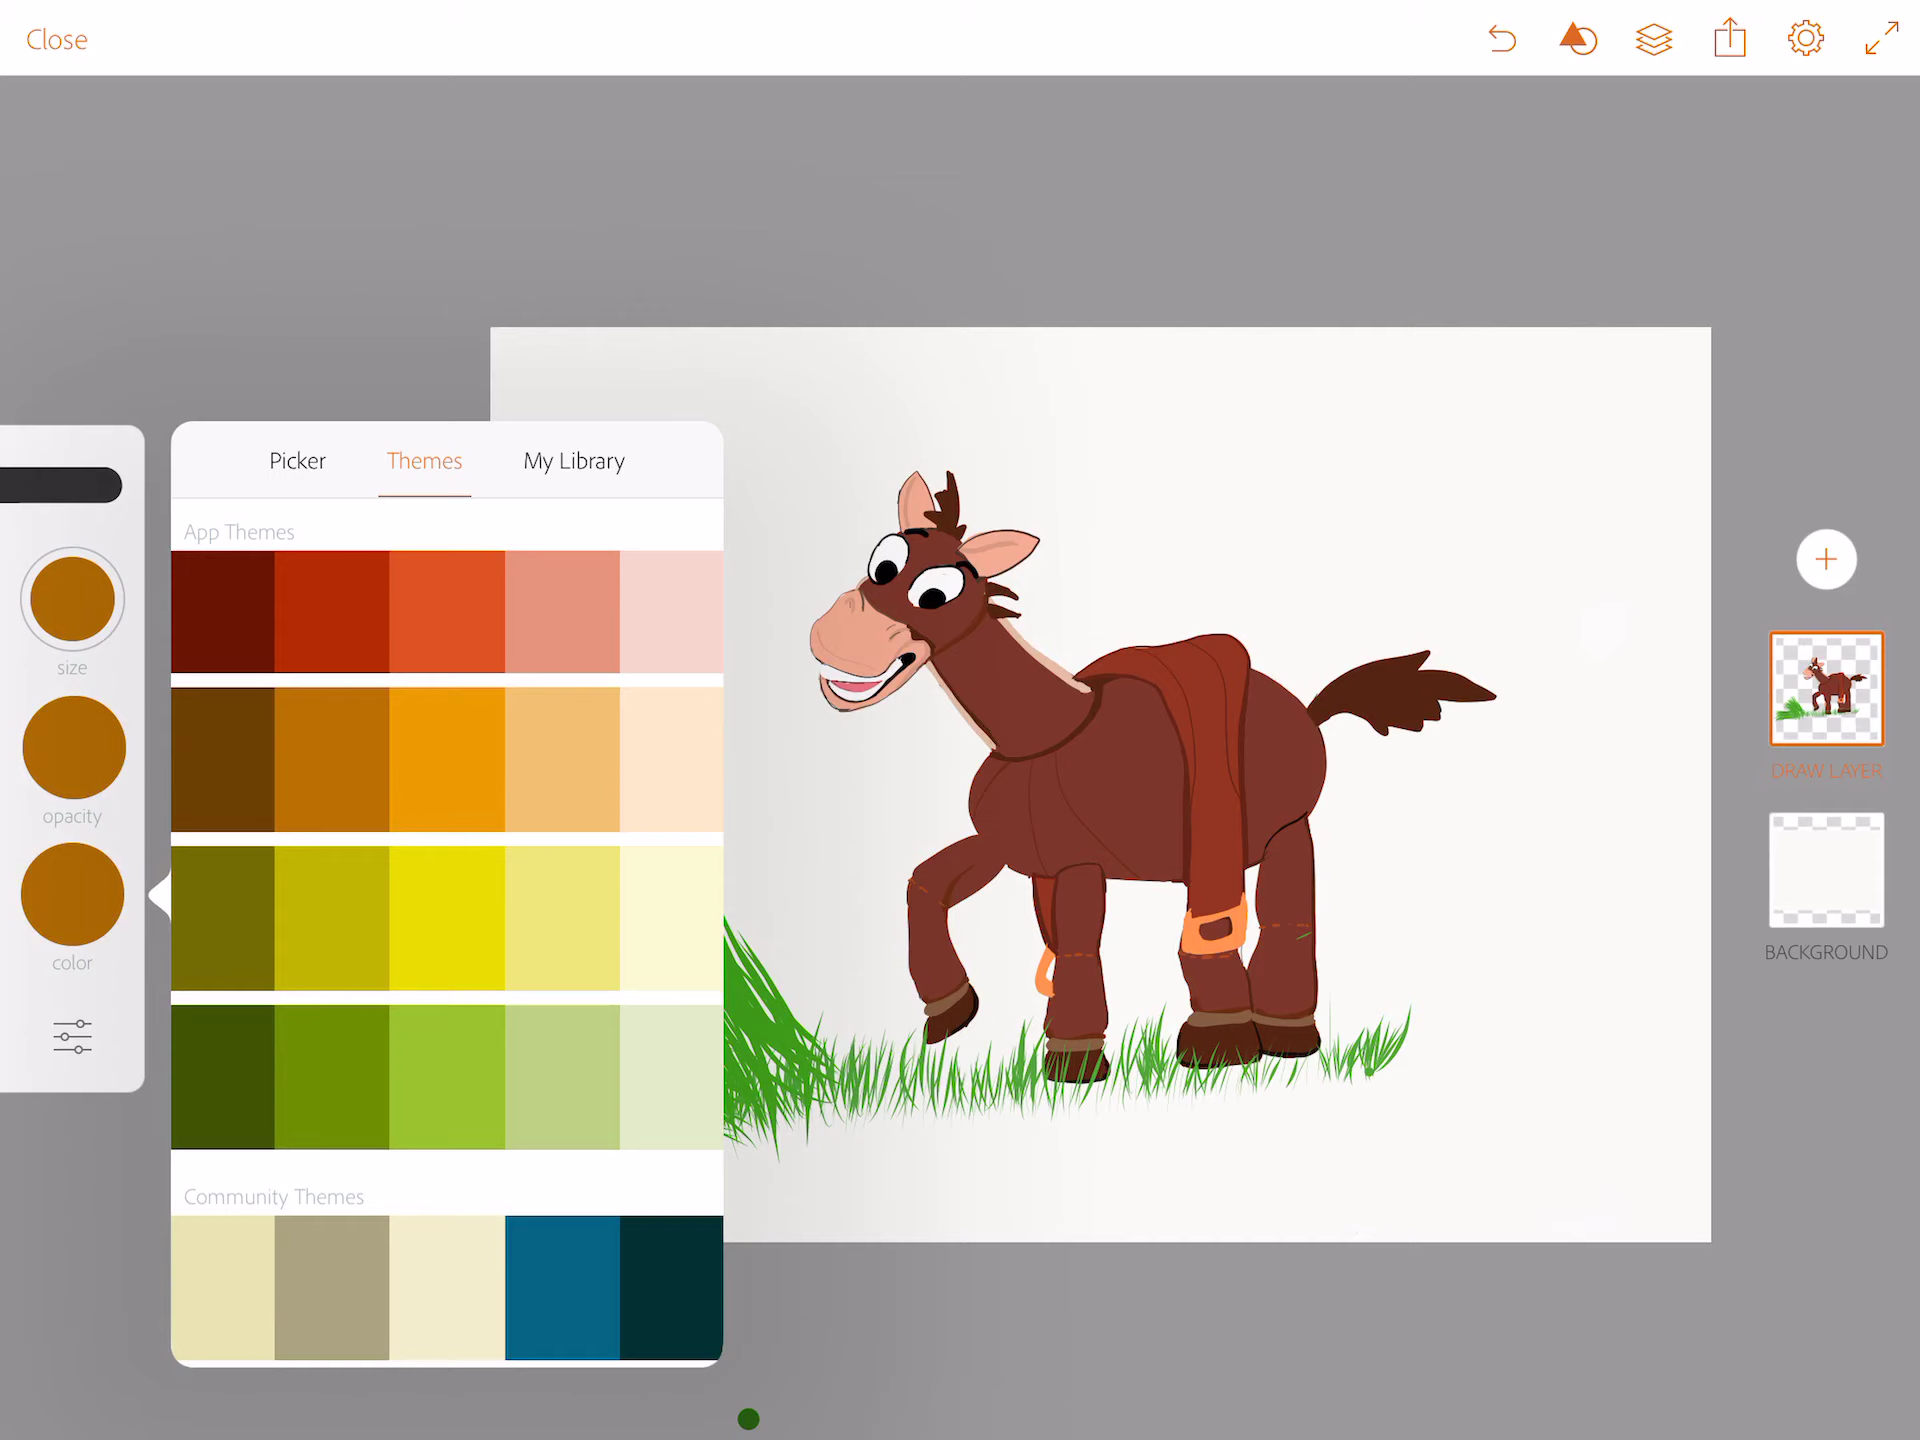 Close
Picker Themes My Library
App Themes
size
opacity
color
Community Themes
DRAW LAYER
BACKGROUND